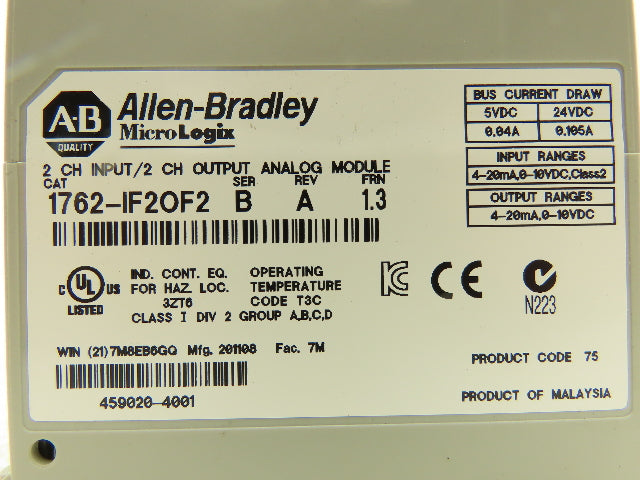 A-B
QUALITY
Allen-Bradley
MicroLogix
2 CH INPUT/2 CH OUTPUT ANALOG MODULE
CAT SER REV FRN
1762-IF2OF2 B A 1.3
BUS CURRENT DRAW
5VDC 24VDC
0.04A 0.105A
INPUT RANGES
4-20mA,0-10VDC,Class2
OUTPUT RANGES
4-20mA,0-10VDC
C UL US
LISTED
IND. CONT. EQ.
FOR HAZ. LOC.
3ZT6
OPERATING
TEMPERATURE
CODE T3C
CLASS I DIV 2 GROUP A,B,C,D
KC
CE
N223
WIN (21)7M8EB6GQ Mfg. 201108 Fac. 7M
459020-4001
PRODUCT CODE 75
PRODUCT OF MALAYSIA